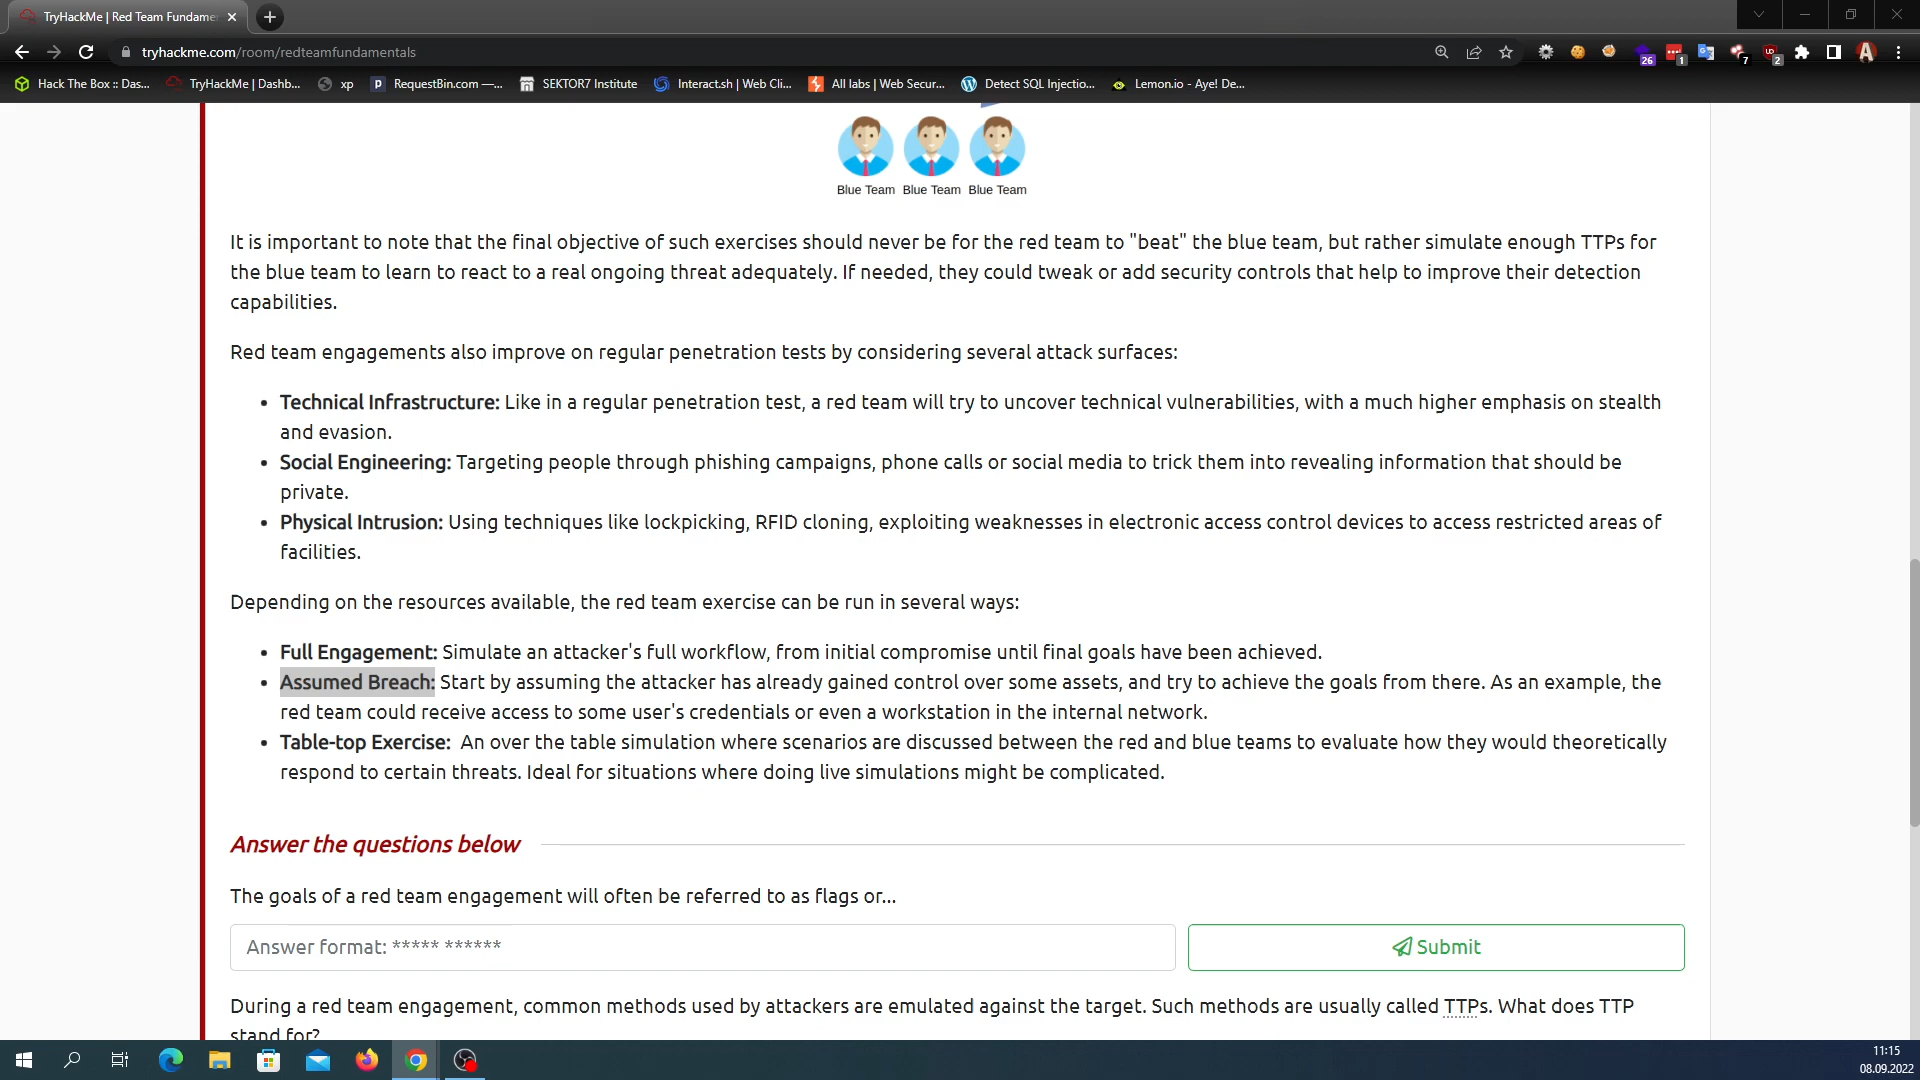 TryHackMe | Red Team Fundame
tryhackme.com/room/redteamfundamentals
26 1 7 2
Hack The Box :: Das... TryHackMe | Dashb... xp RequestBin.com —... SEKTOR7 Institute Interact.sh | Web Cli... All labs | Web Secur... Detect SQL Injectio... Lemon.io - Aye! De...
Blue Team Blue Team Blue Team
It is important to note that the final objective of such exercises should never be for the red team to "beat" the blue team, but rather simulate enough TTPs for
the blue team to learn to react to a real ongoing threat adequately. If needed, they could tweak or add security controls that help to improve their detection
capabilities.
Red team engagements also improve on regular penetration tests by considering several attack surfaces:
• Technical Infrastructure: Like in a regular penetration test, a red team will try to uncover technical vulnerabilities, with a much higher emphasis on stealth
and evasion.
• Social Engineering: Targeting people through phishing campaigns, phone calls or social media to trick them into revealing information that should be
private.
• Physical Intrusion: Using techniques like lockpicking, RFID cloning, exploiting weaknesses in electronic access control devices to access restricted areas of
facilities.
Depending on the resources available, the red team exercise can be run in several ways:
• Full Engagement: Simulate an attacker's full workflow, from initial compromise until final goals have been achieved.
• Assumed Breach: Start by assuming the attacker has already gained control over some assets, and try to achieve the goals from there. As an example, the
red team could receive access to some user's credentials or even a workstation in the internal network.
• Table-top Exercise: An over the table simulation where scenarios are discussed between the red and blue teams to evaluate how they would theoretically
respond to certain threats. Ideal for situations where doing live simulations might be complicated.
Answer the questions below
The goals of a red team engagement will often be referred to as flags or...
Answer format: ***** ******
Submit
During a red team engagement, common methods used by attackers are emulated against the target. Such methods are usually called TTPs. What does TTP
stand for?
11:15
08.09.2022